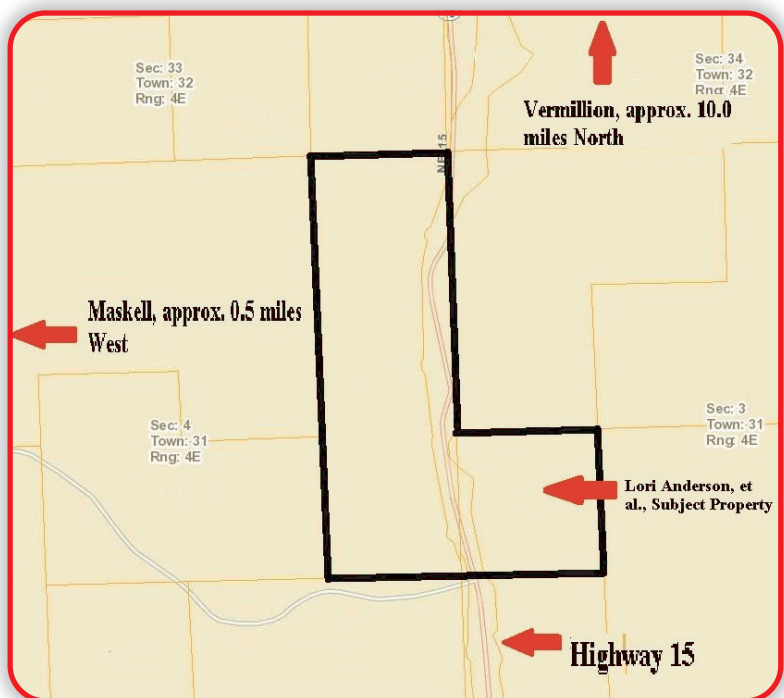 Sec: 33
Town: 32
Rng: 4E
Sec: 34
Town: 32
Rng: 4E
Vermillion, approx. 10.0
miles North
NE 15
Maskell, approx. 0.5 miles
West
Sec: 4
Town: 31
Rng: 4E
Sec: 3
Town: 31
Rng: 4E
Lori Anderson, et
al., Subject Property
Highway 15